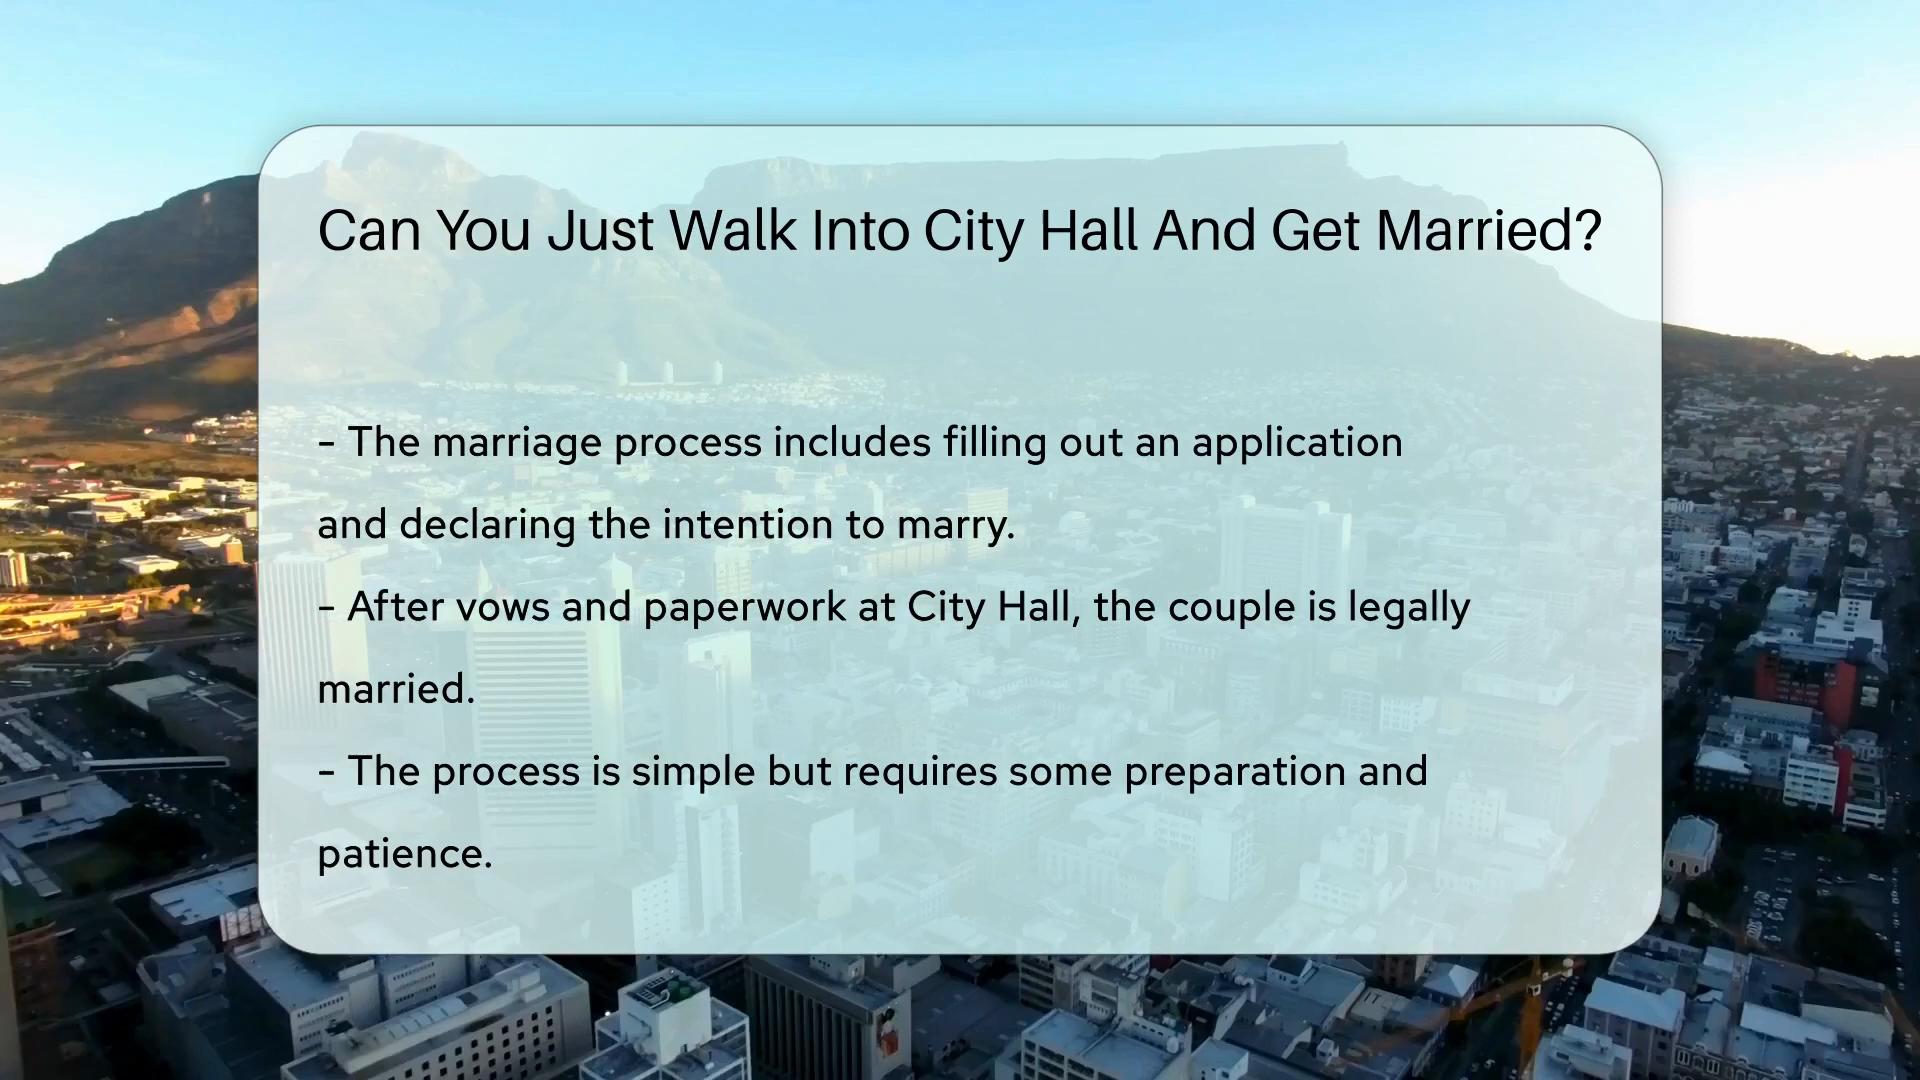 Can You Just Walk Into City Hall And Get Married?
– The marriage process includes filling out an application
and declaring the intention to marry.
– After vows and paperwork at City Hall, the couple is legally
married.
– The process is simple but requires some preparation and
patience.